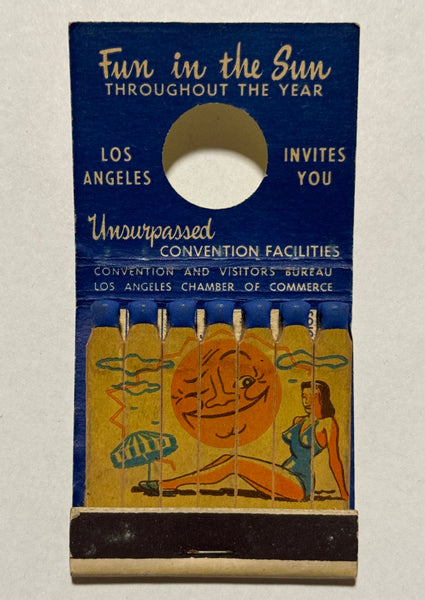 Fun in the Sun
THROUGHOUT THE YEAR
LOS ANGELES
INVITES YOU
Unsurpassed
CONVENTION FACILITIES
CONVENTION AND VISITORS BUREAU
LOS ANGELES CHAMBER OF COMMERCE